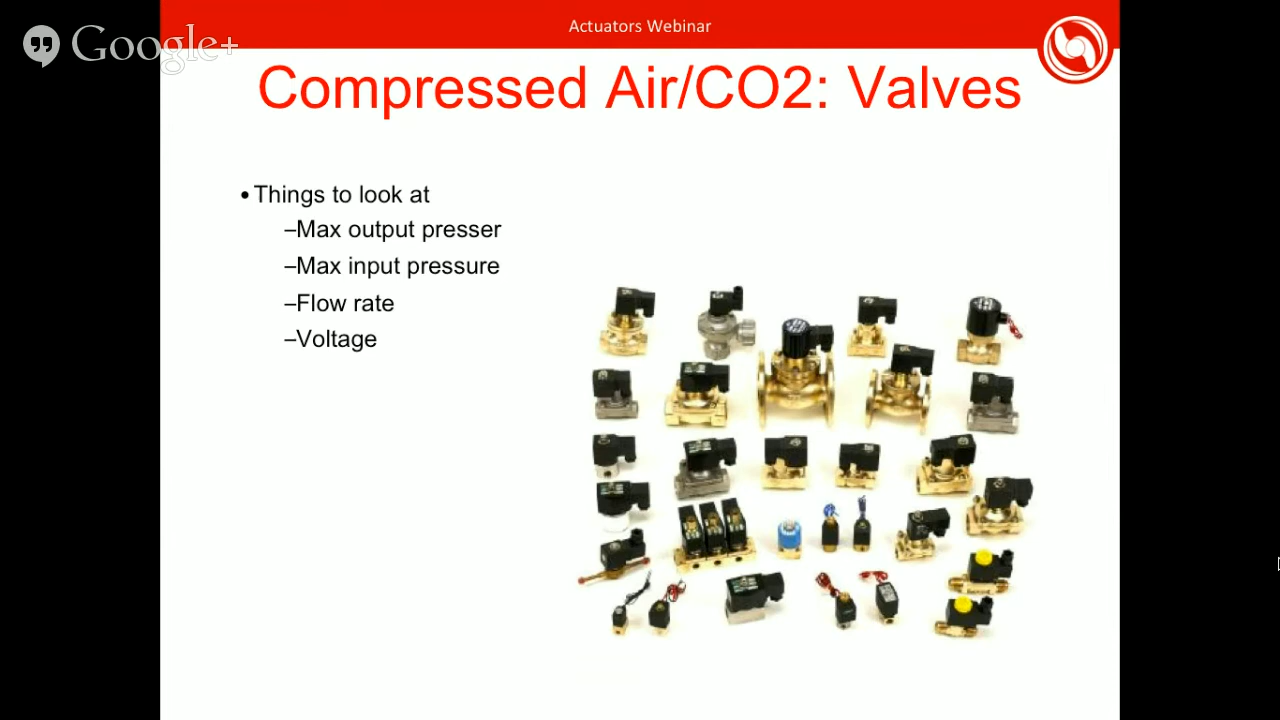 Actuators Webinar
Google+
Compressed Air/CO2: Valves
• Things to look at
–Max output presser
–Max input pressure
–Flow rate
–Voltage